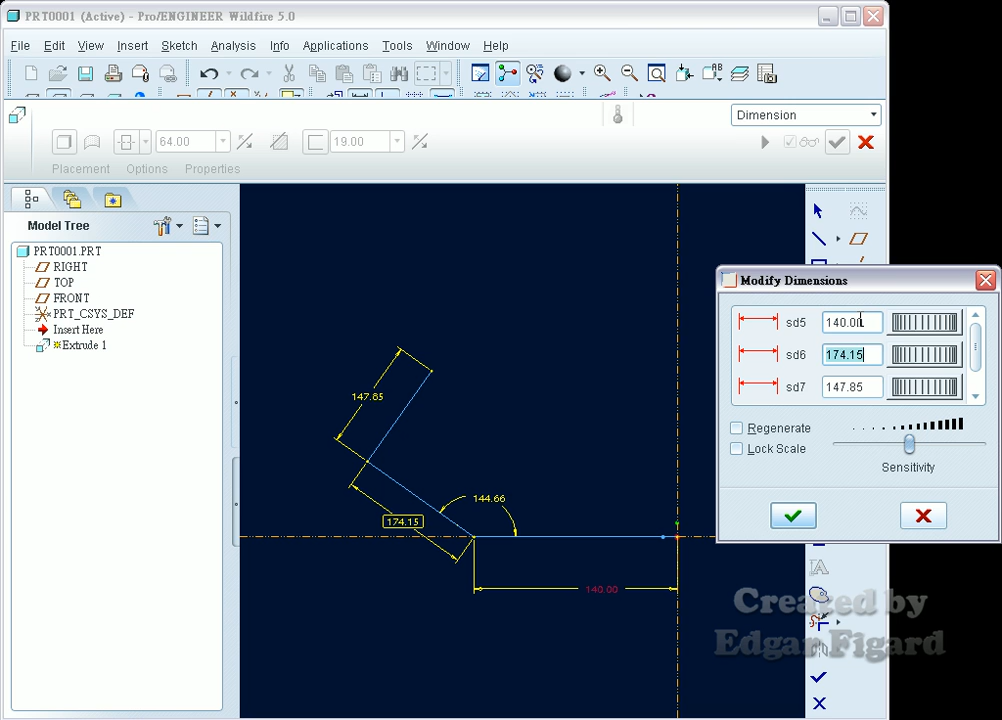 PRT0001 (Active) - Pro/ENGINEER Wildfire 5.0
File Edit View Insert Sketch Analysis Info Applications Tools Window Help
Dimension
64.00
19.00
Placement Options Properties
Model Tree
PRT0001.PRT
RIGHT
TOP
FRONT
PRT_CSYS_DEF
Insert Here
Extrude 1
147.85
144.66
174.15
140.00
Modify Dimensions
sd5 140.00
sd6 174.15
sd7 147.85
Regenerate
Lock Scale
Sensitivity
Created by
Edgar Figard